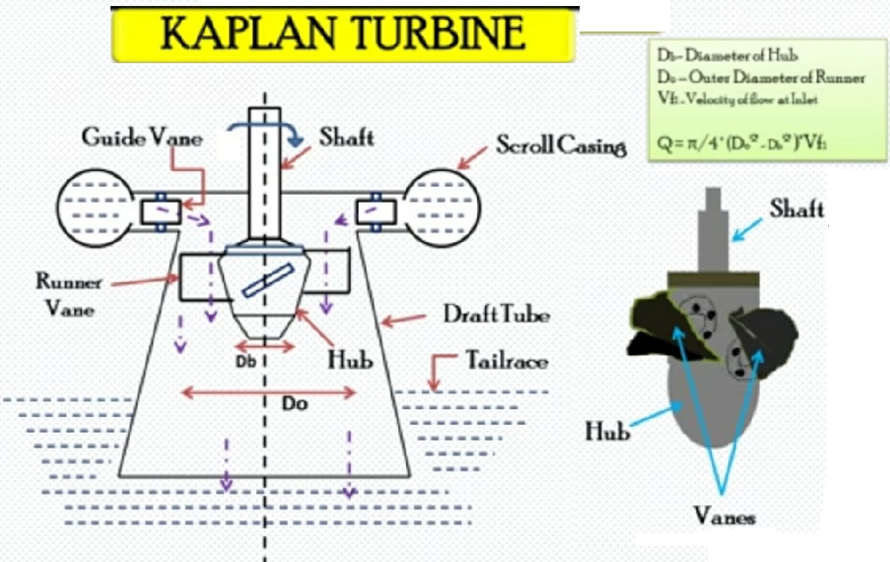 KAPLAN TURBINE
Db-Diameter of Hub
Do-Outer Diameter of Runner
Vf1-Velocity of flow at Inlet
Q=π/4*(Do²-Db²)*Vf1
Guide Vane
Shaft
Scroll Casing
Shaft
Runner
Vane
Draft Tube
Db
Hub
Tailrace
Do
Hub
Vanes